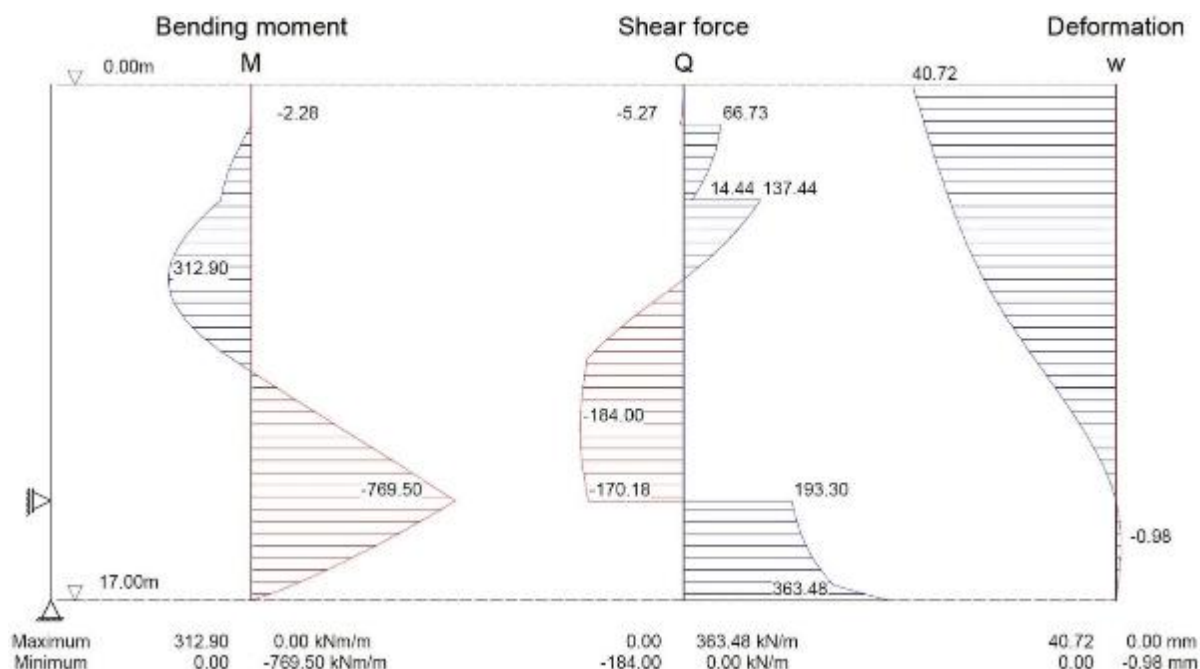 Bending moment Shear force Deformation
M Q w
0.00m 40.72
-2.28 -5.27 66.73
14.44 137.44
312.90
-184.00
-769.50 -170.18 193.30
-0.98
17.00m 363.48
Maximum 312.90 0.00 kNm/m 0.00 363.48 kN/m 40.72 0.00 mm
Minimum 0.00 -769.50 kNm/m -184.00 0.00 kN/m 0.00 -0.98 mm